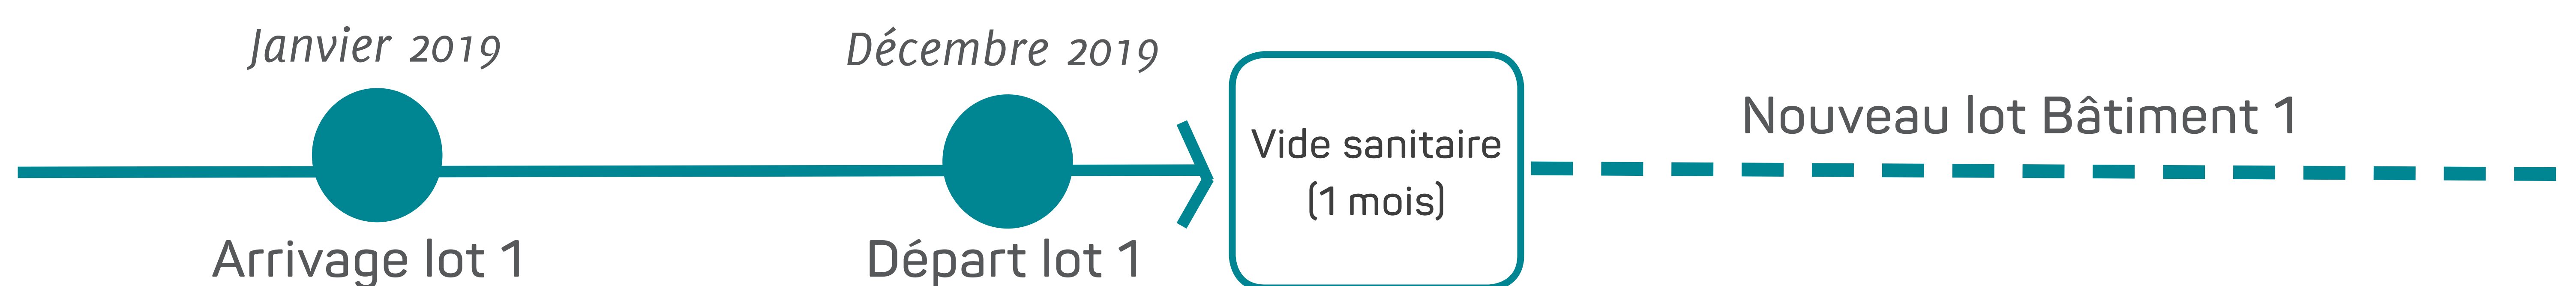 Janvier 2019
Décembre 2019
Arrivage lot 1
Départ lot 1
Vide sanitaire
(1 mois)
Nouveau lot Bâtiment 1